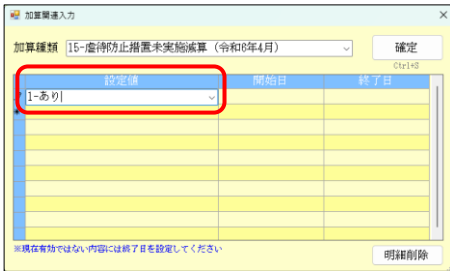 加算関連入力
加算種類 15-虐待防止措置未実施減算（令和6年4月） 確定
Ctrl+S
設定値 開始日 終了日
1-あり
※現在有効ではない内容には終了日を設定してください
明細削除